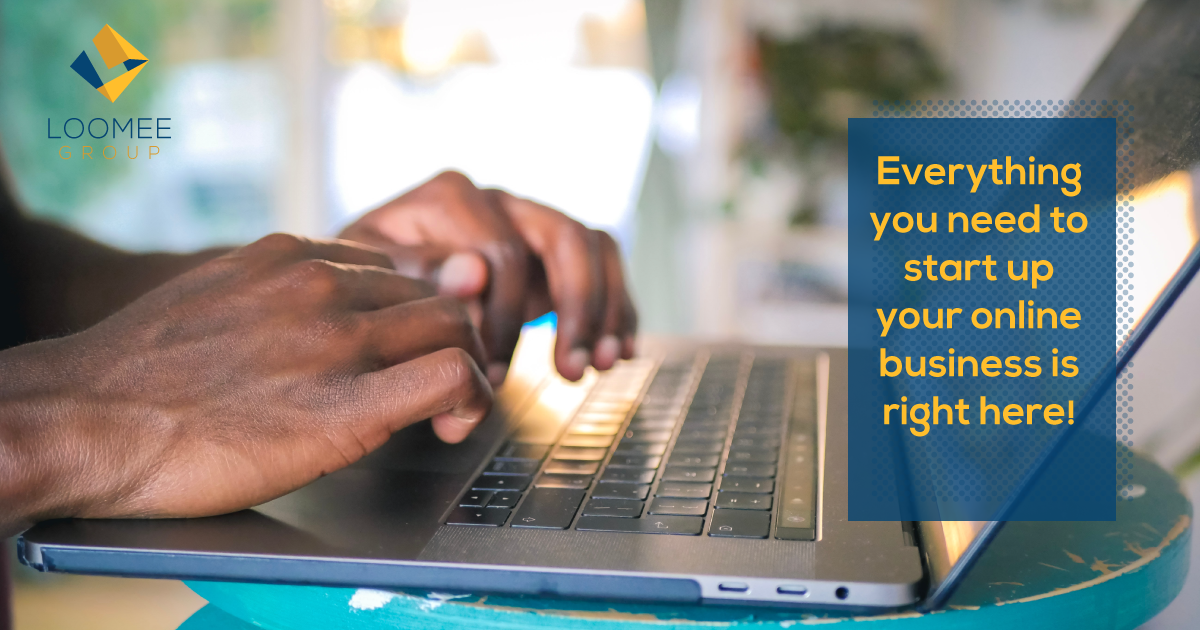 LOOMEE
GROUP
Everything
you need to
start up
your online
business is
right here!